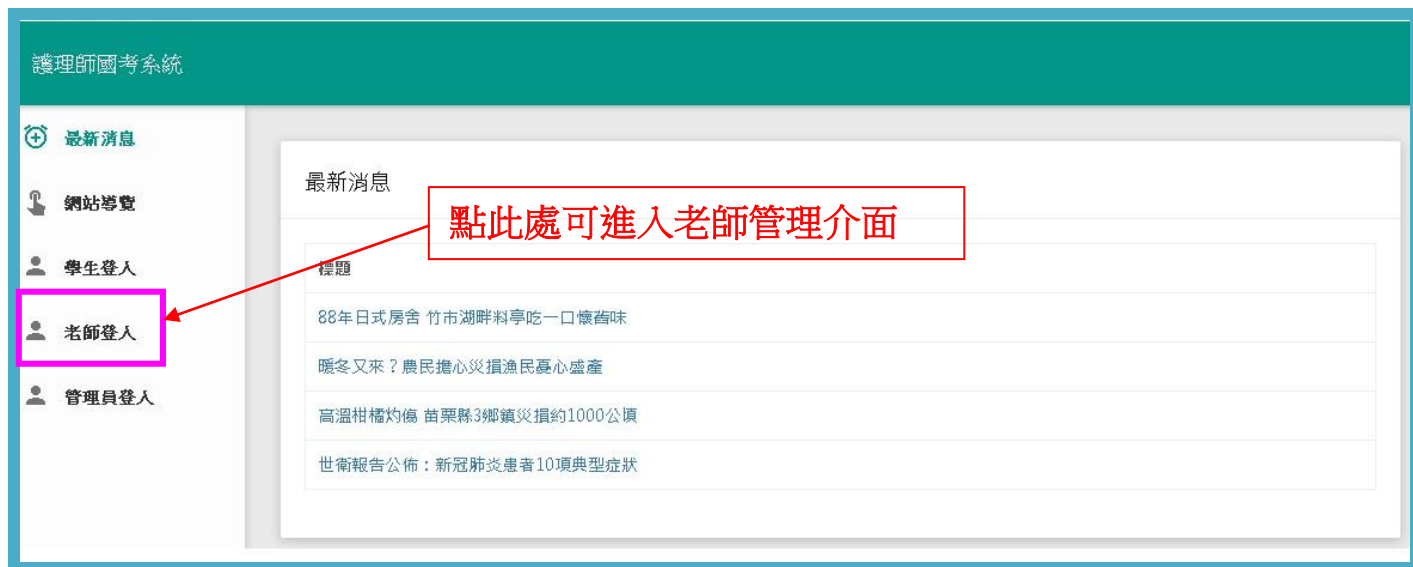 護理師國考系統
最新消息
網站導覽
學生登入
老師登入
管理員登入
最新消息
點此處可進入老師管理介面
標題
88年日式房舍 竹市湖畔料亭吃一口懷舊味
暖冬又來？農民擔心災損漁民憂心盛產
高溫柑橘灼傷 苗栗縣3鄉鎮災損約1000公頃
世衛報告公佈：新冠肺炎患者10項典型症狀